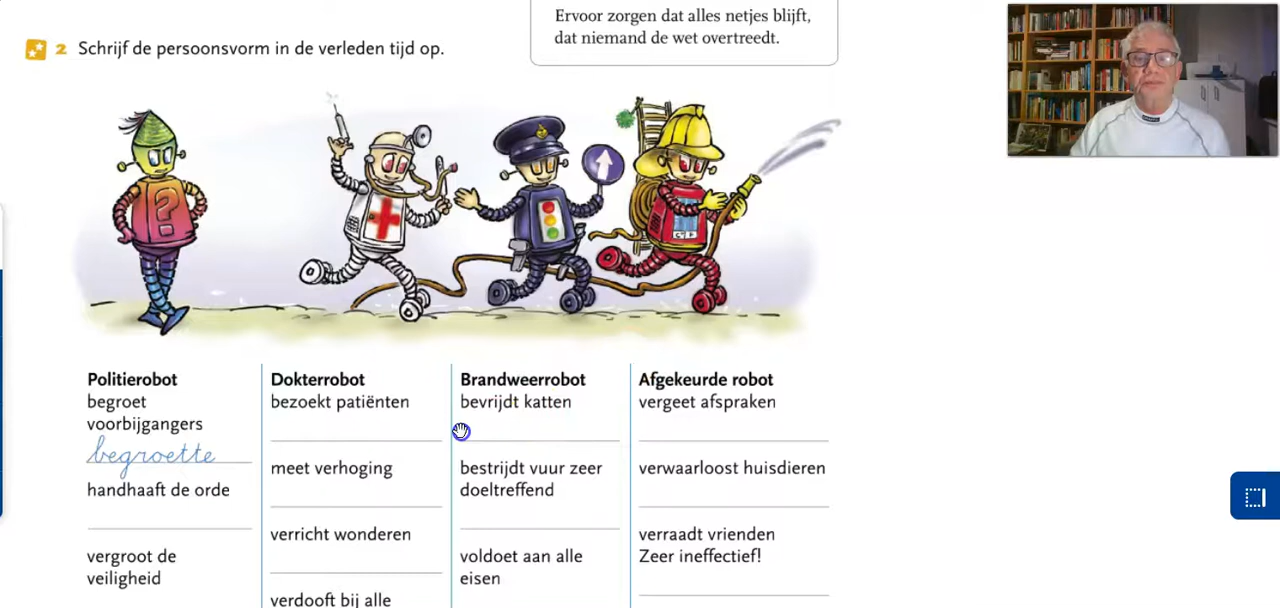 Ervoor zorgen dat alles netjes blijft,
dat niemand de wet overtreedt.
2 Schrijf de persoonsvorm in de verleden tijd op.
?
Politierobot
begroet
voorbijgangers
begroette
handhaaft de orde
vergroot de
veiligheid
Dokterrobot
bezoekt patiënten
meet verhoging
verricht wonderen
verdooft bij alle
Brandweerrobot
bevrijdt katten
bestrijdt vuur zeer
doeltreffend
voldoet aan alle
eisen
Afgekeurde robot
vergeet afspraken
verwaarloost huisdieren
verraadt vrienden
Zeer ineffectief!